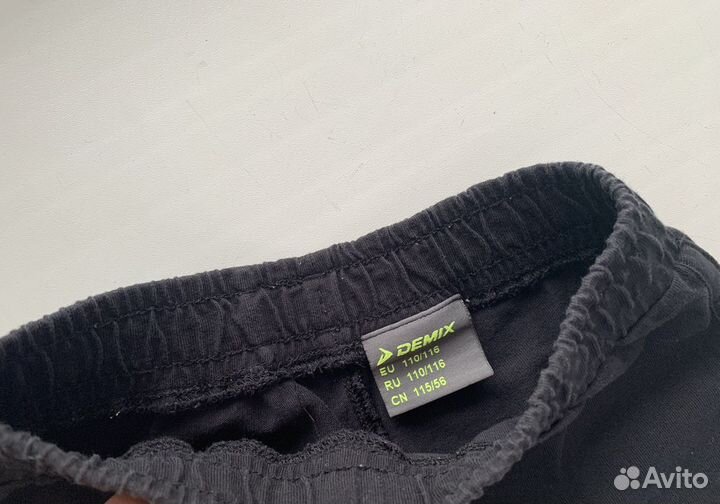 DEMIX
EU 110/116
RU 110/116
CN 115/56
Avito